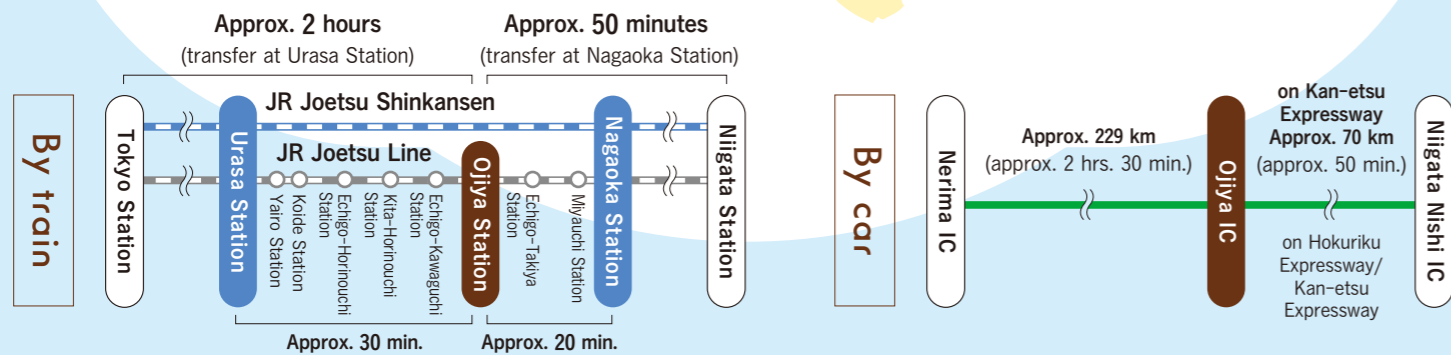 By train
Approx. 2 hours
(transfer at Urasa Station)
Approx. 50 minutes
(transfer at Nagaoka Station)
JR Joetsu Shinkansen
JR Joetsu Line
Tokyo Station
Urasa Station
Yairo Station
Koide Station
Echigo-Horinouchi
Station
Kita-Horinouchi
Station
Echigo-Kawaguchi
Station
Ojiya Station
Echigo-Takiya
Station
Miyauchi Station
Nagaoka Station
Niigata Station
Approx. 30 min.
Approx. 20 min.
By car
Nerima IC
Approx. 229 km
(approx. 2 hrs. 30 min.)
Ojiya IC
on Kan-etsu
Expressway
Approx. 70 km
(approx. 50 min.)
on Hokuriku
Expressway/
Kan-etsu
Expressway
Niigata Nishi IC